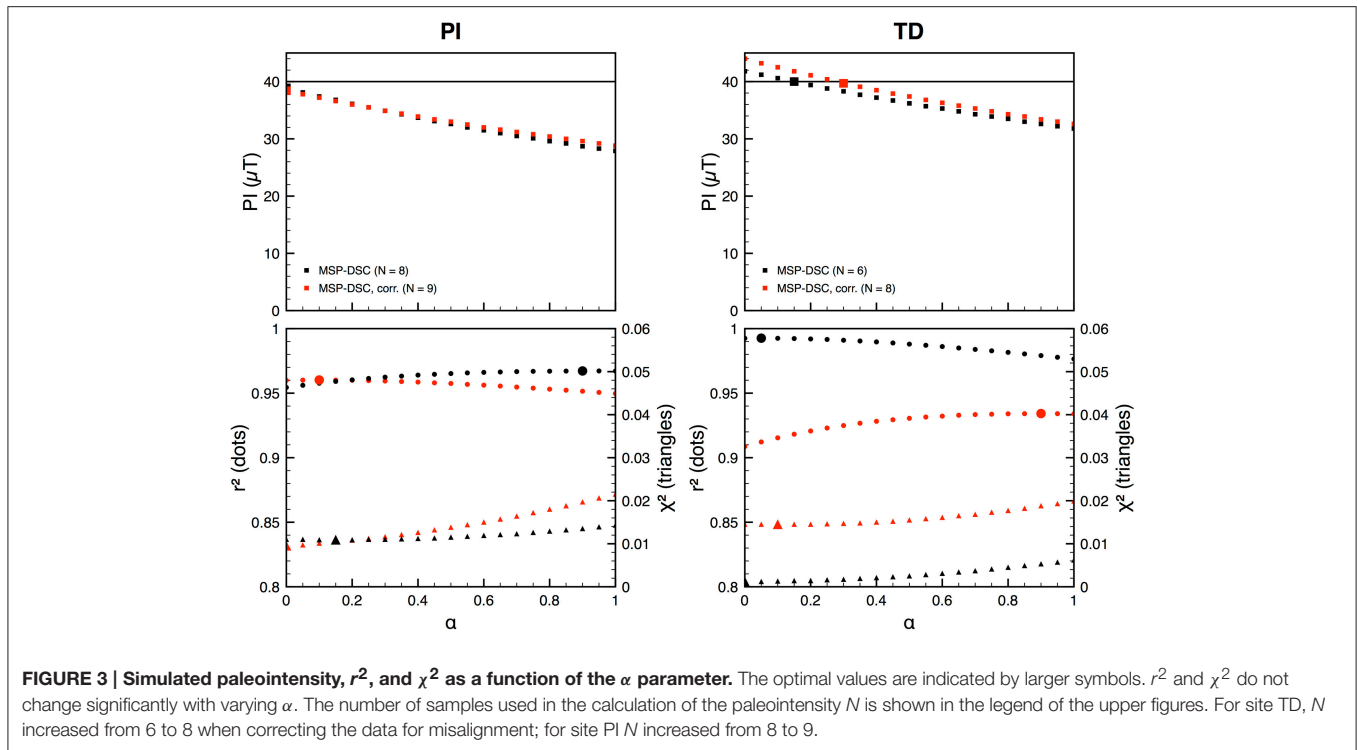 PI
TD
PI (µT)
40
30
20
10
0
MSP-DSC (N = 8)
MSP-DSC, corr. (N = 9)
PI (µT)
40
30
20
10
0
MSP-DSC (N = 6)
MSP-DSC, corr. (N = 8)
r² (dots)
1
0.95
0.9
0.85
0.8
χ² (triangles)
0.06
0.05
0.04
0.03
0.02
0.01
0
0 0.2 0.4 0.6 0.8 1
α
r² (dots)
1
0.95
0.9
0.85
0.8
χ² (triangles)
0.06
0.05
0.04
0.03
0.02
0.01
0
0 0.2 0.4 0.6 0.8 1
α
FIGURE 3 | Simulated paleointensity, r², and χ² as a function of the α parameter. The optimal values are indicated by larger symbols. r² and χ² do not
change significantly with varying α. The number of samples used in the calculation of the paleointensity N is shown in the legend of the upper figures. For site TD, N
increased from 6 to 8 when correcting the data for misalignment; for site PI N increased from 8 to 9.